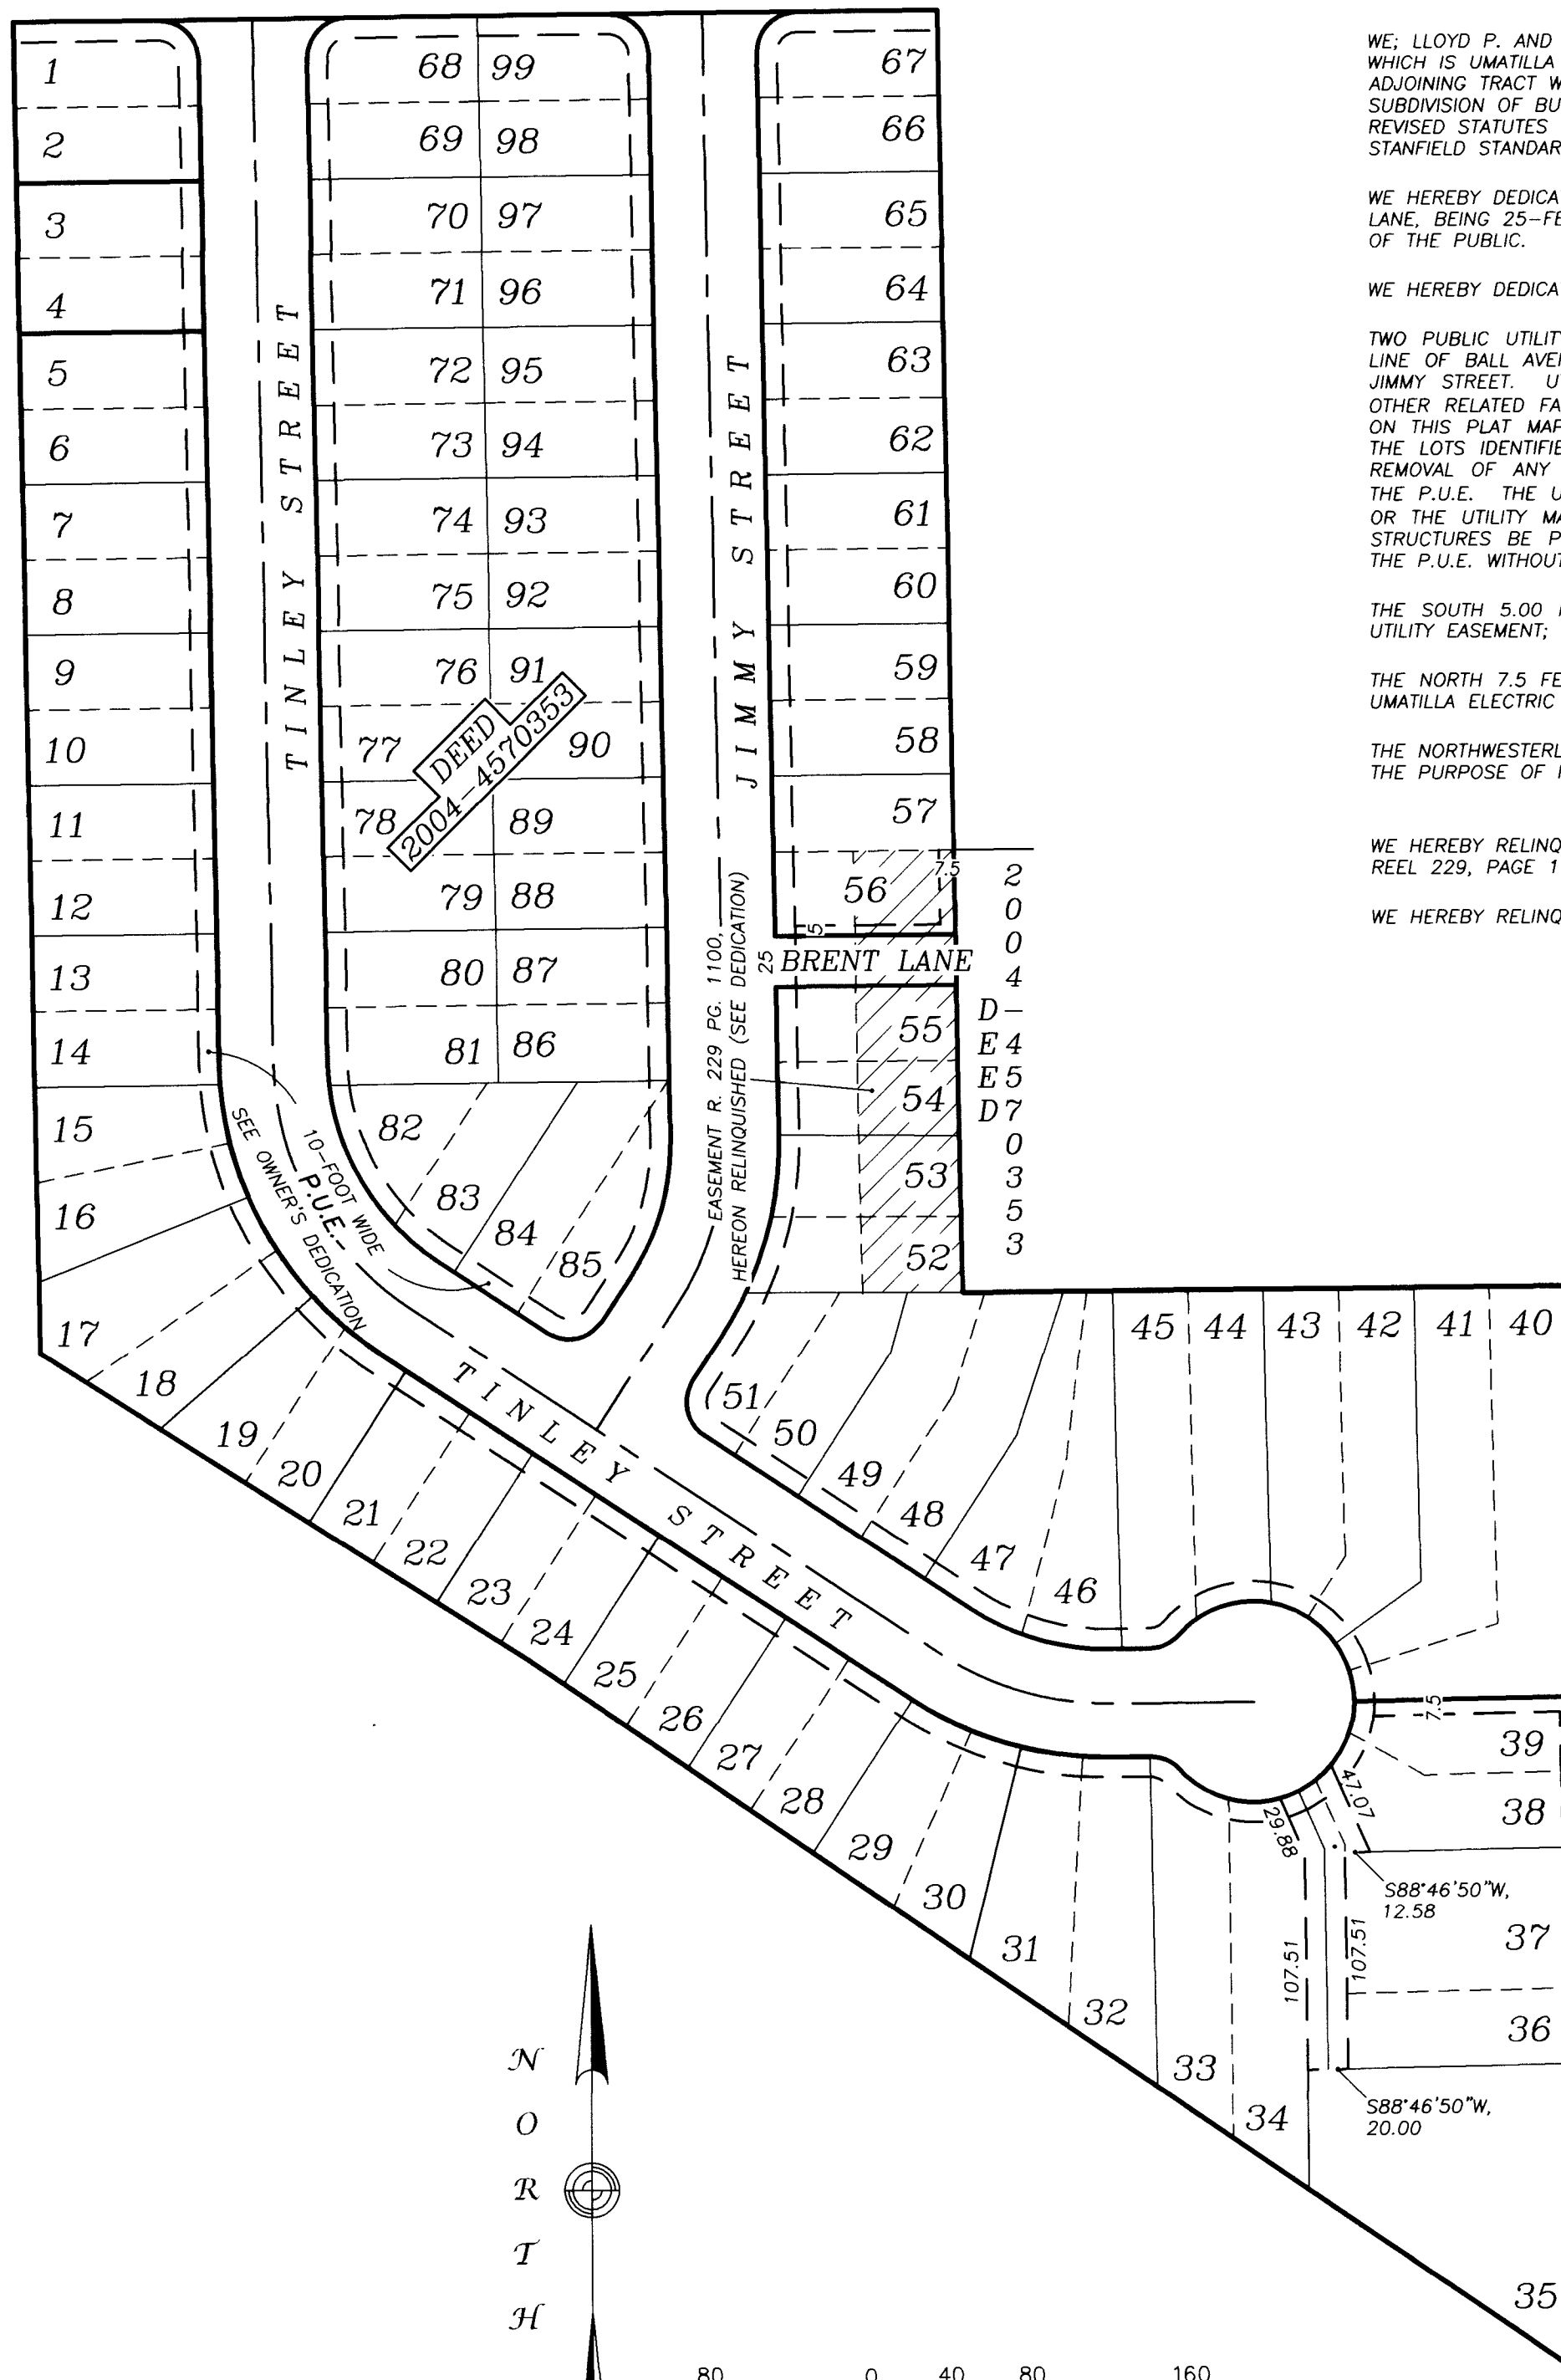 1
2
3
4
5
6
7
8
9
10
11
12
13
14
15
16
17
18
19
20
21
22
23
24
25
26
27
28
29
30
31
32
33
34
35
36
37
38
39
40
41
42
43
44
45
46
47
48
49
50
51
52
53
54
55
56
57
58
59
60
61
62
63
64
65
66
67
68 99
69 98
70 97
71 96
72 95
73 94
74 93
75 92
76 91
77 90
78 89
79 88
80 87
81 86
82
83
84
85
TINLEY STREET
JIMMY STREET
DEED
2004-4570353
BRENT LANE
25
5
7.5
DEED
2004-4570353
EASEMENT R. 229 PG. 1100,
HEREON RELINQUISHED (SEE DEDICATION)
10-FOOT WIDE
P.U.E.-
SEE OWNER'S DEDICATION
TINLEY STREET
7.5
47.07
29.88
S88°46'50"W,
12.58
107.51
107.51
S88°46'50"W,
20.00
NORTH
80 0 40 80 160
WE; LLOYD P. AND
WHICH IS UMATILLA
ADJOINING TRACT W
SUBDIVISION OF BU
REVISED STATUTES
STANFIELD STANDAR
WE HEREBY DEDICA
LANE, BEING 25-FE
OF THE PUBLIC.
WE HEREBY DEDICA
TWO PUBLIC UTILITY
LINE OF BALL AVE
JIMMY STREET. U
OTHER RELATED FA
ON THIS PLAT MAP
THE LOTS IDENTIFIE
REMOVAL OF ANY
THE P.U.E. THE U
OR THE UTILITY MA
STRUCTURES BE P
THE P.U.E. WITHOUT
THE SOUTH 5.00
UTILITY EASEMENT;
THE NORTH 7.5 FE
UMATILLA ELECTRIC
THE NORTHWESTERL
THE PURPOSE OF
WE HEREBY RELINQ
REEL 229, PAGE 1
WE HEREBY RELINQ